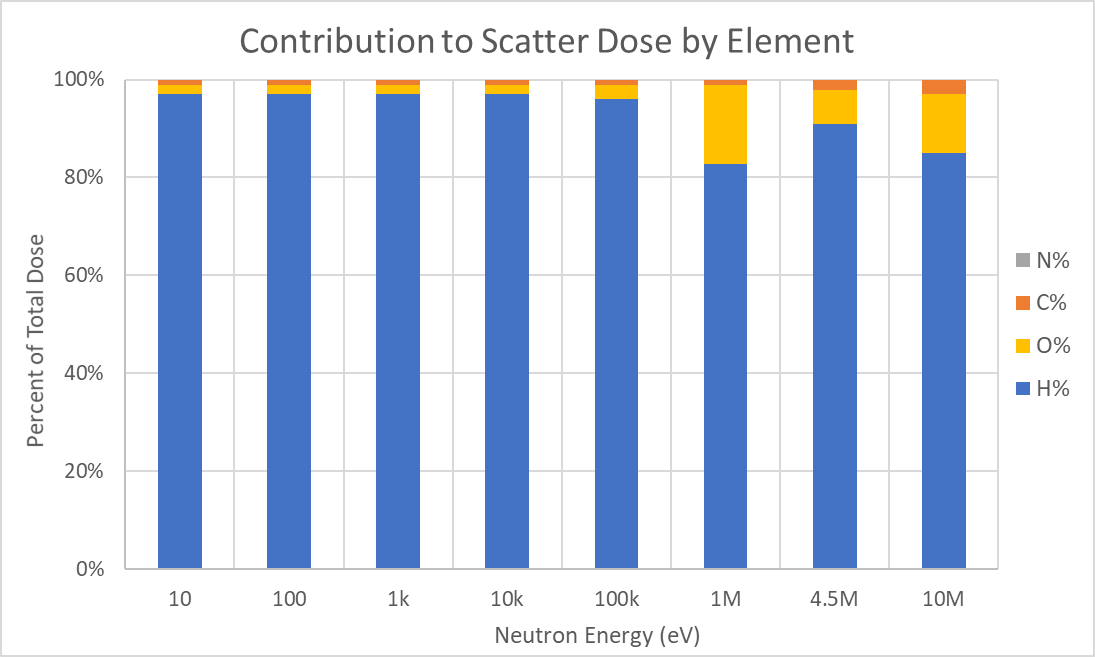 Contribution to Scatter Dose by Element
100%
80%
60%
40%
20%
0%
Percent of Total Dose
10 100 1k 10k 100k 1M 4.5M 10M
Neutron Energy (eV)
N%
C%
O%
H%